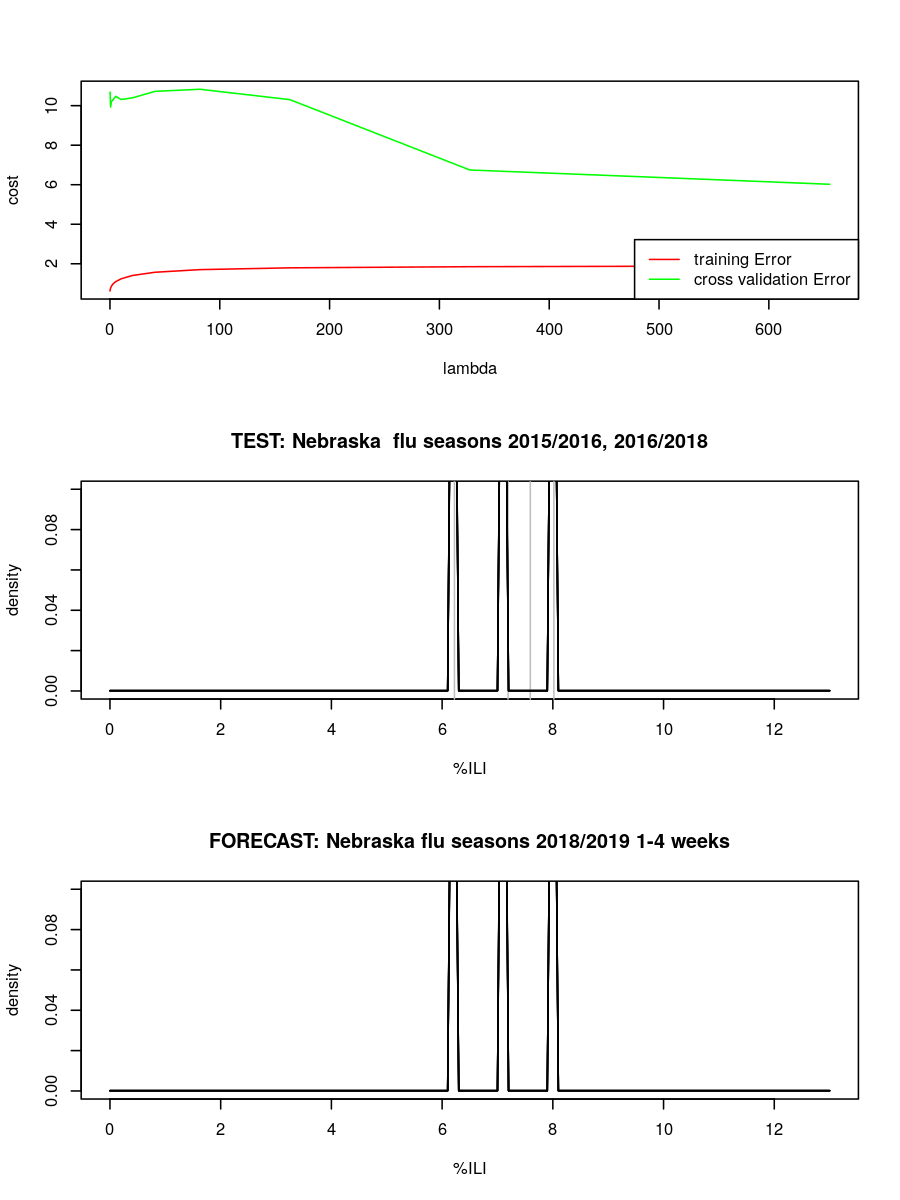 10
8
6
4
2
cost
training Error
cross validation Error
0 100 200 300 400 500 600
lambda
TEST: Nebraska  flu seasons 2015/2016, 2016/2018
0.08
0.04
0.00
density
0 2 4 6 8 10 12
%ILI
FORECAST: Nebraska flu seasons 2018/2019 1-4 weeks
0.08
0.04
0.00
density
0 2 4 6 8 10 12
%ILI